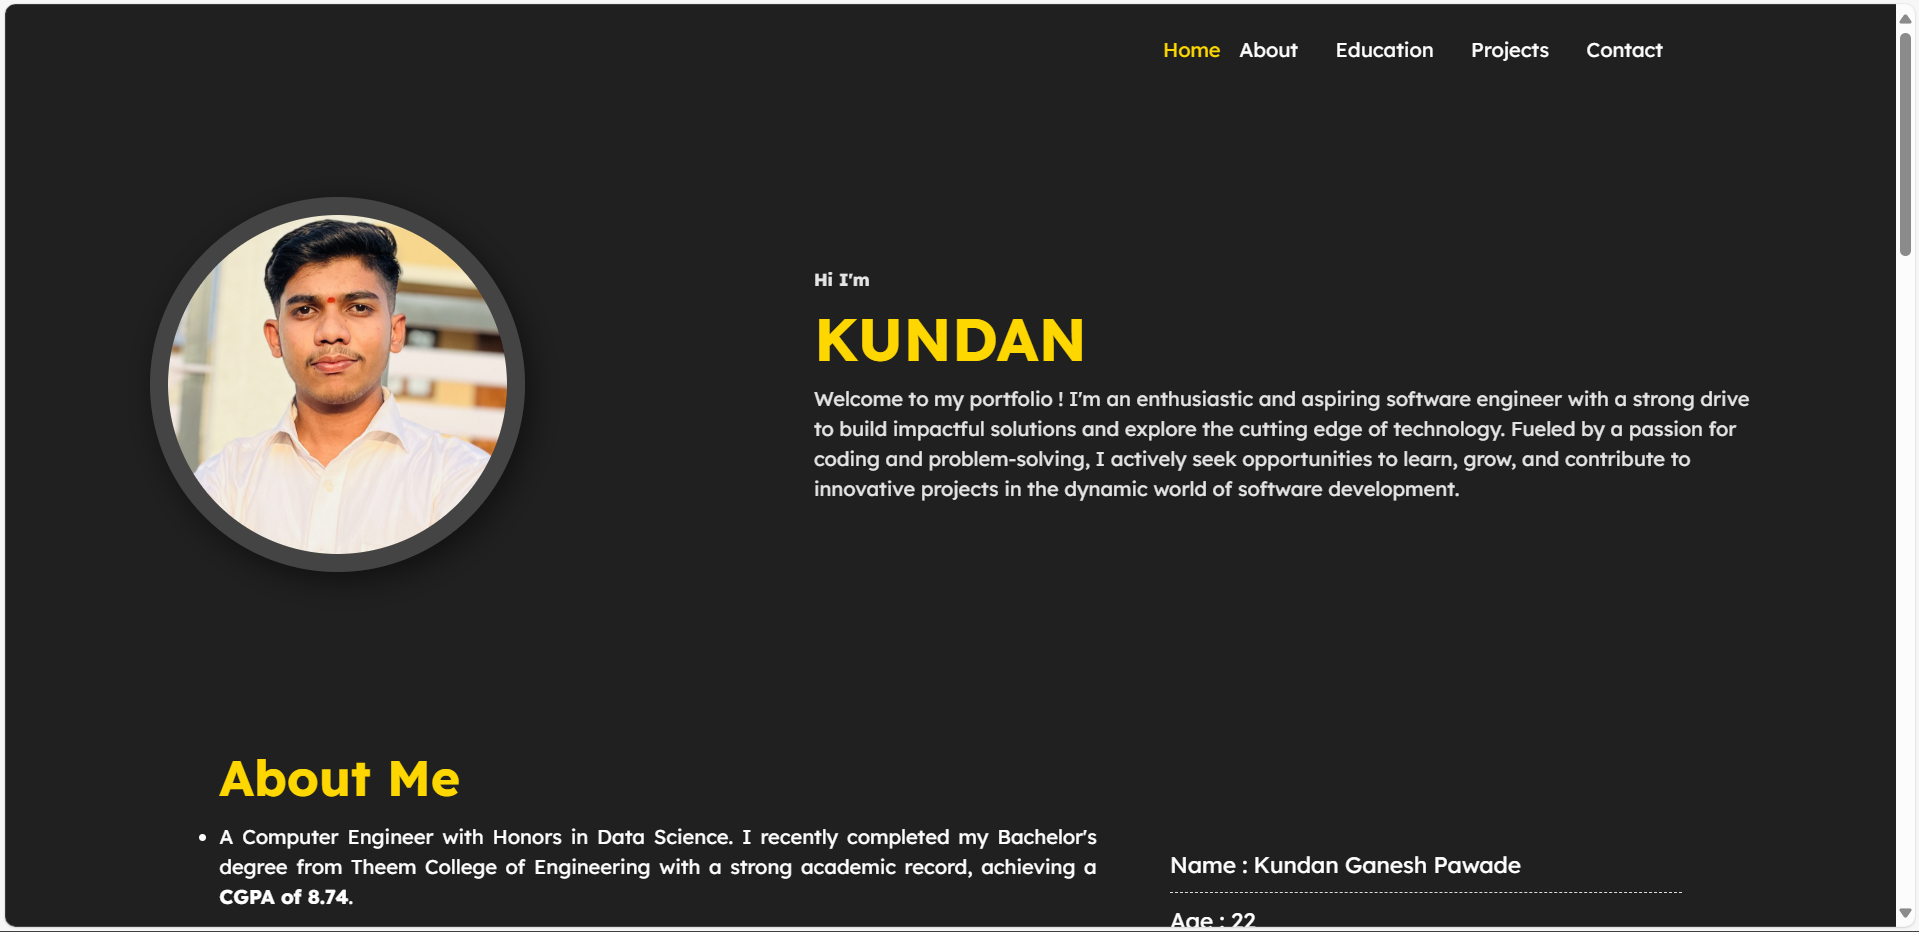 Home About Education Projects Contact
Hi I'm
KUNDAN
Welcome to my portfolio ! I'm an enthusiastic and aspiring software engineer with a strong drive
to build impactful solutions and explore the cutting edge of technology. Fueled by a passion for
coding and problem-solving, I actively seek opportunities to learn, grow, and contribute to
innovative projects in the dynamic world of software development.
About Me
• A Computer Engineer with Honors in Data Science. I recently completed my Bachelor's
degree from Theem College of Engineering with a strong academic record, achieving a
CGPA of 8.74.
Name : Kundan Ganesh Pawade
Age : 22